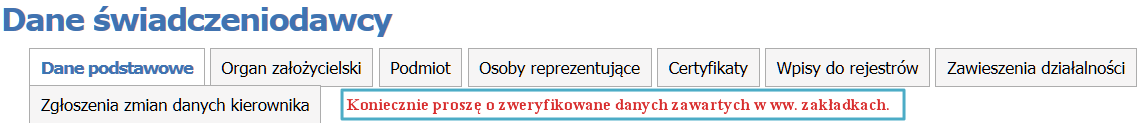 Dane świadczeniodawcy
Dane podstawowe Organ założycielski Podmiot Osoby reprezentujące Certyfikaty Wpisy do rejestrów Zawieszenia działalności
Zgłoszenia zmian danych kierownika Koniecznie proszę o zweryfikowane danych zawartych w ww. zakładkach.